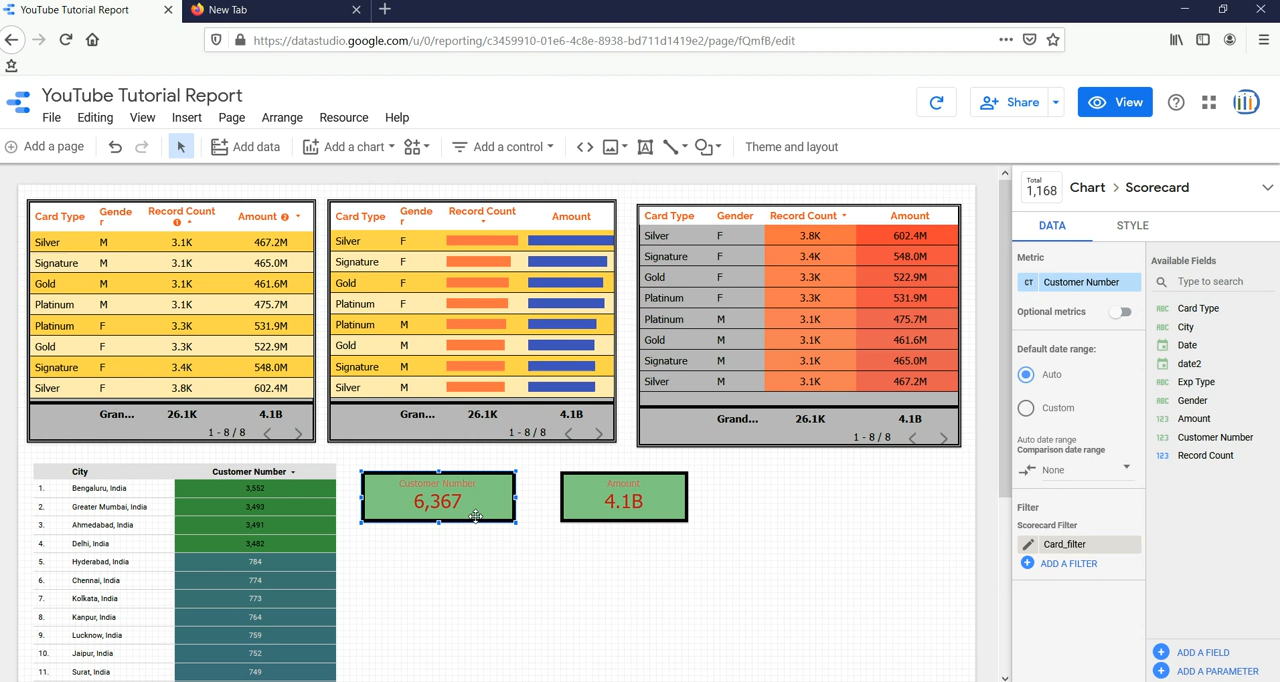 YouTube Tutorial Report
New Tab
https://datastudio.google.com/u/0/reporting/c3459910-01e6-4c8e-8938-bd711d1419e2/page/fQmfB/edit
YouTube Tutorial Report
File Editing View Insert Page Arrange Resource Help
Share
View
Add a page
Add data
Add a chart
Add a control
Theme and layout
Card Type Gende Record Count Amount 2
r 1
Silver M 3.1K 467.2M
Signature M 3.1K 465.0M
Gold M 3.1K 461.6M
Platinum M 3.1K 475.7M
Platinum F 3.3K 531.9M
Gold F 3.3K 522.9M
Signature F 3.4K 548.0M
Silver F 3.8K 602.4M
Gran... 26.1K 4.1B
1 - 8 / 8
Card Type Gende Record Count Amount
r
Silver F
Signature F
Gold F
Platinum F
Platinum M
Gold M
Signature M
Silver M
Gran... 26.1K 4.1B
1 - 8 / 8
Card Type Gender Record Count Amount
Silver F 3.8K 602.4M
Signature F 3.4K 548.0M
Gold F 3.3K 522.9M
Platinum F 3.3K 531.9M
Platinum M 3.1K 475.7M
Gold M 3.1K 461.6M
Signature M 3.1K 465.0M
Silver M 3.1K 467.2M
Grand... 26.1K 4.1B
1 - 8 / 8
City Customer Number
1. Bengaluru, India 3,552
2. Greater Mumbai, India 3,493
3. Ahmedabad, India 3,491
4. Delhi, India 3,482
5. Hyderabad, India 784
6. Chennai, India 774
7. Kolkata, India 773
8. Kanpur, India 764
9. Lucknow, India 759
10. Jaipur, India 752
11. Surat, India 749
Customer Number
6,367
Amount
4.1B
Total
1,168
Chart > Scorecard
DATA STYLE
Metric
CT Customer Number
Optional metrics
Default date range:
Auto
Custom
Auto date range
Comparison date range
None
Filter
Scorecard Filter
Card_filter
ADD A FILTER
Available Fields
Type to search
ABC Card Type
ABC City
Date
date2
ABC Exp Type
ABC Gender
123 Amount
123 Customer Number
123 Record Count
ADD A FIELD
ADD A PARAMETER